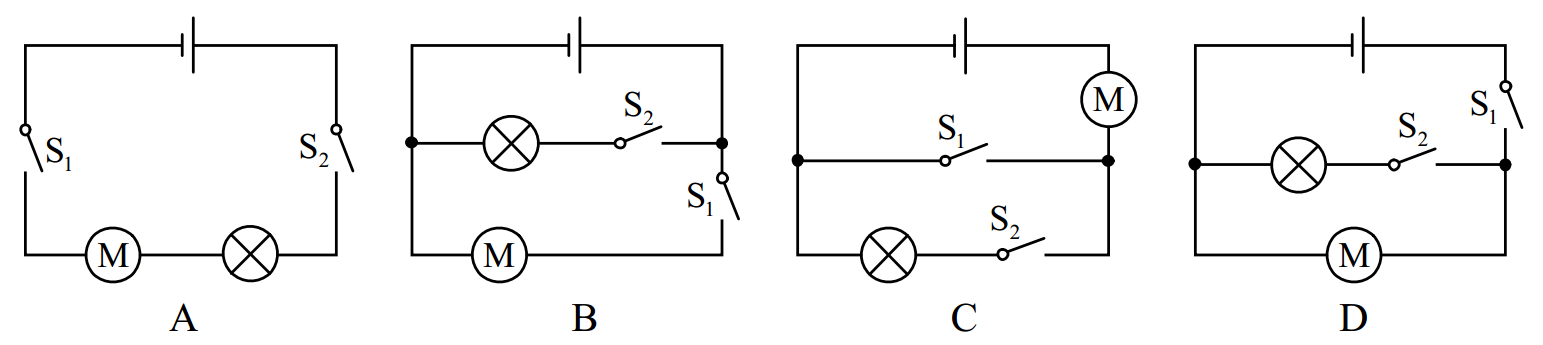 S₁ S₂ M A
S₂ S₁ M B
M S₁ S₂ C
S₁ S₂ M D